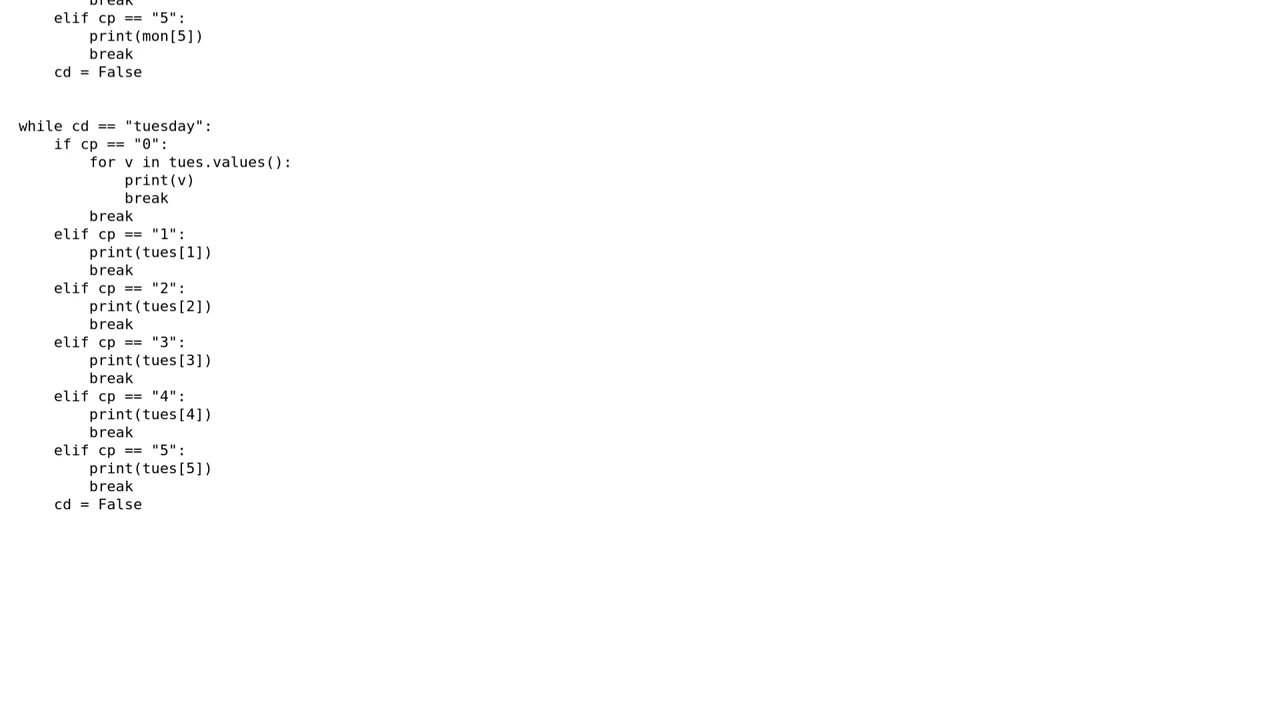 break
    elif cp == "5":
        print(mon[5])
        break
    cd = False
while cd == "tuesday":
    if cp == "0":
        for v in tues.values():
            print(v)
            break
        break
    elif cp == "1":
        print(tues[1])
        break
    elif cp == "2":
        print(tues[2])
        break
    elif cp == "3":
        print(tues[3])
        break
    elif cp == "4":
        print(tues[4])
        break
    elif cp == "5":
        print(tues[5])
        break
    cd = False